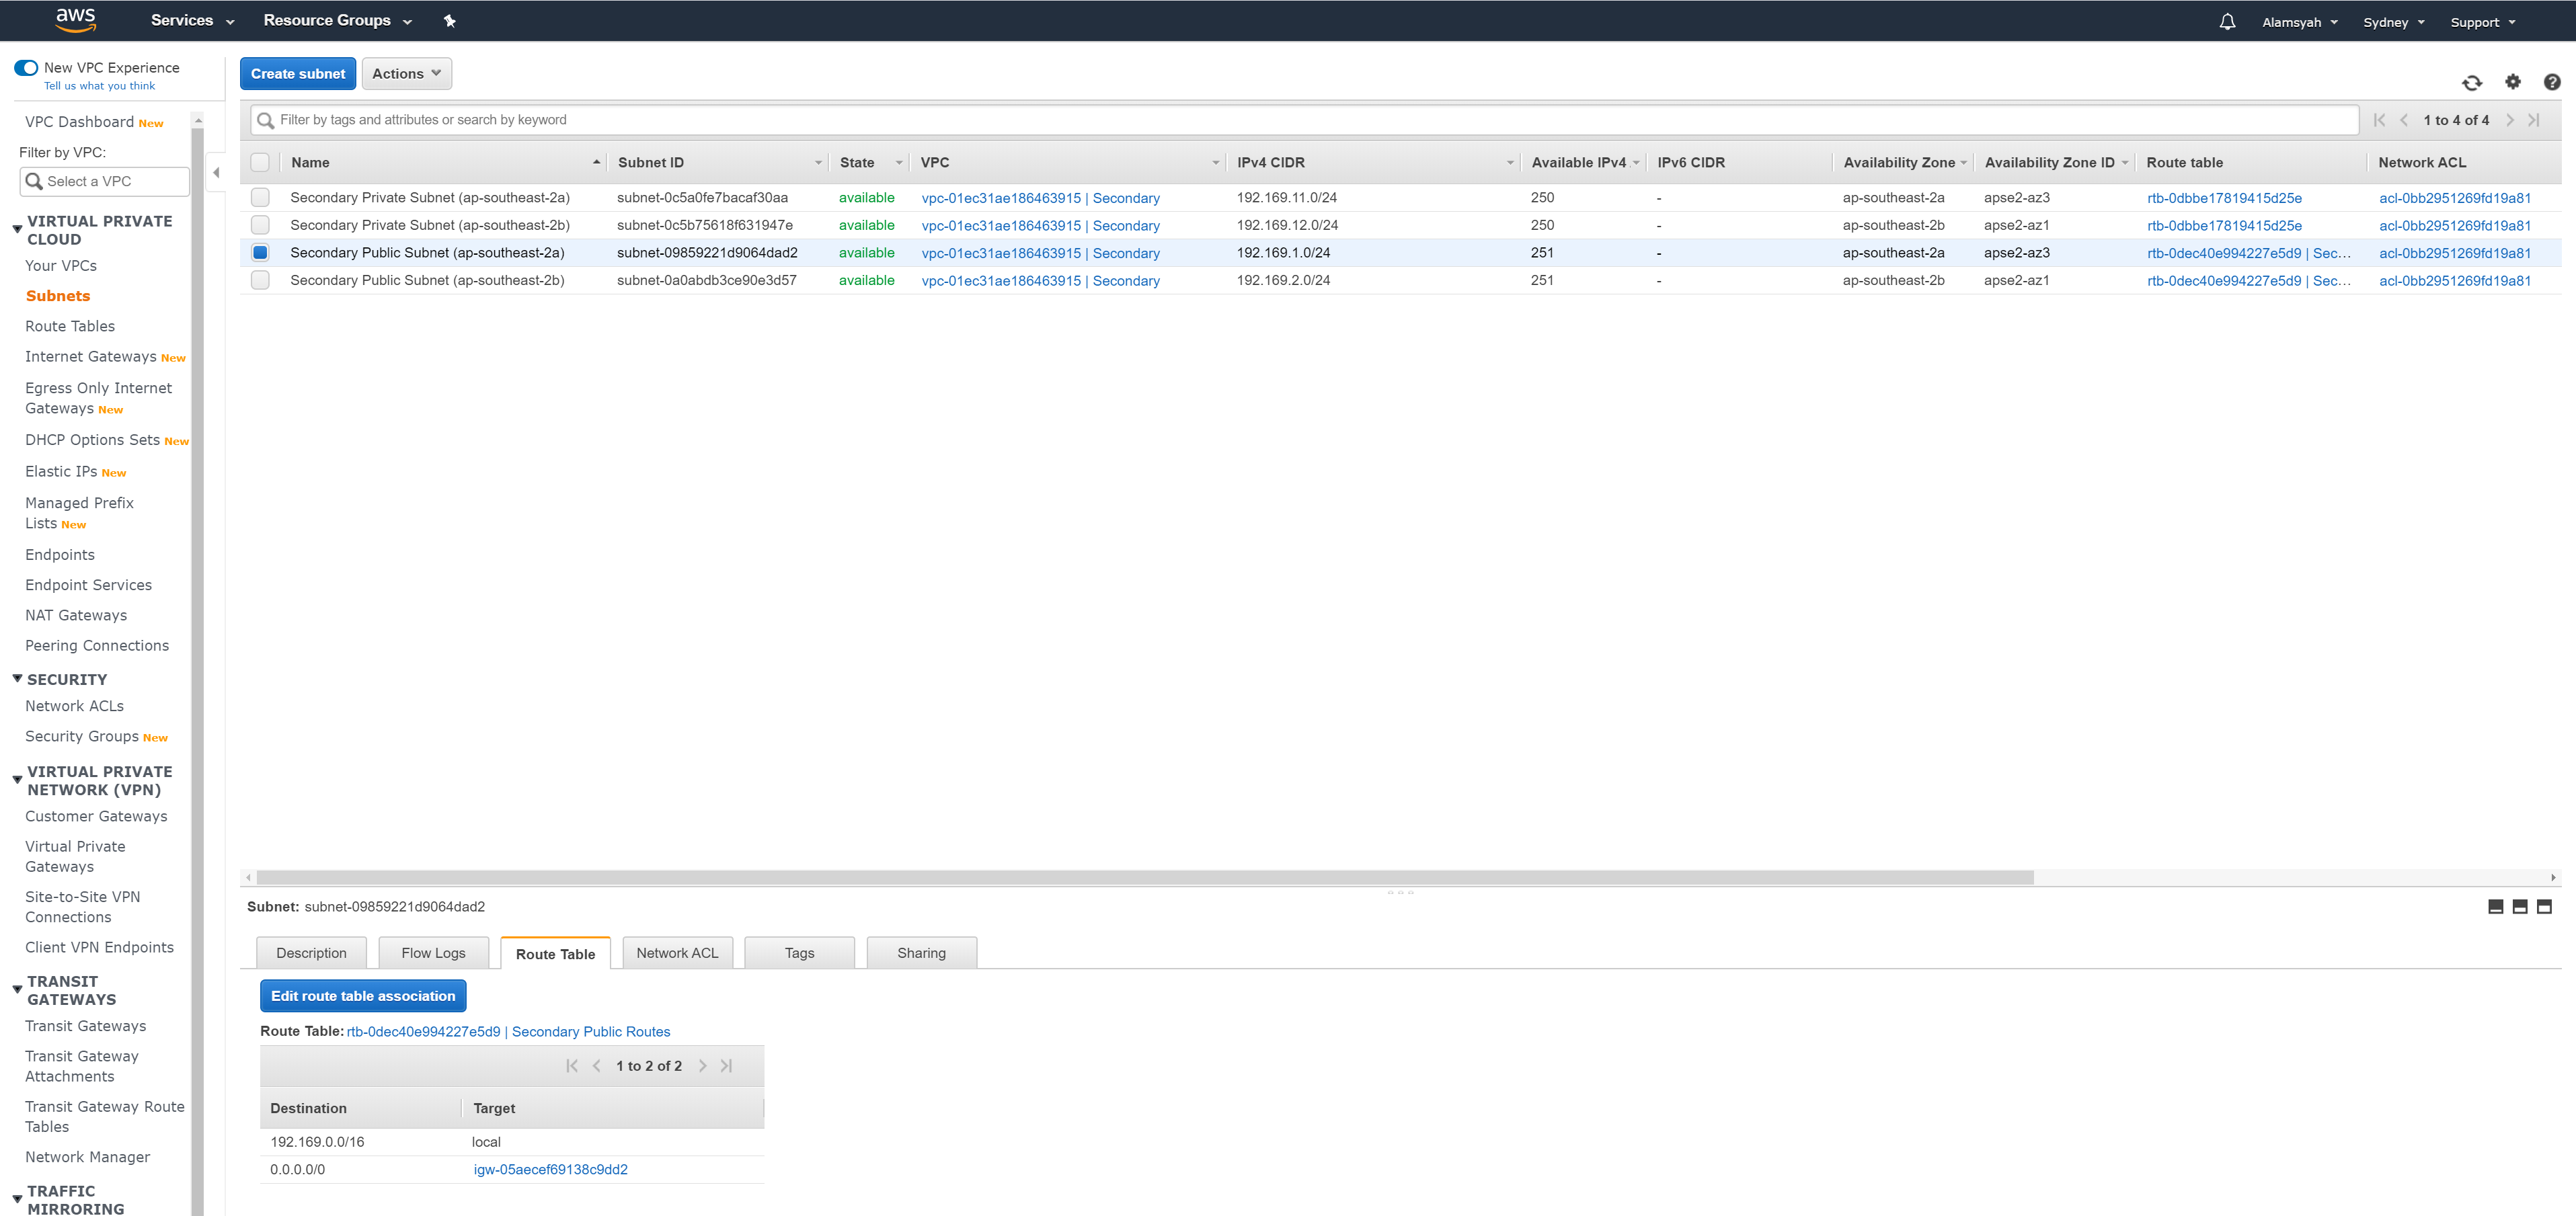 aws Services Resource Groups Alamsyah Sydney Support
New VPC Experience
Tell us what you think
VPC Dashboard New
Filter by VPC:
Select a VPC
VIRTUAL PRIVATE
CLOUD
Your VPCs
Subnets
Route Tables
Internet Gateways New
Egress Only Internet
Gateways New
DHCP Options Sets New
Elastic IPs New
Managed Prefix
Lists New
Endpoints
Endpoint Services
NAT Gateways
Peering Connections
SECURITY
Network ACLs
Security Groups New
VIRTUAL PRIVATE
NETWORK (VPN)
Customer Gateways
Virtual Private
Gateways
Site-to-Site VPN
Connections
Client VPN Endpoints
TRANSIT
GATEWAYS
Transit Gateways
Transit Gateway
Attachments
Transit Gateway Route
Tables
Network Manager
TRAFFIC
MIRRORING
Create subnet Actions
Filter by tags and attributes or search by keyword 1 to 4 of 4
Name Subnet ID State VPC IPv4 CIDR Available IPv4 IPv6 CIDR Availability Zone Availability Zone ID Route table Network ACL
Secondary Private Subnet (ap-southeast-2a) subnet-0c5a0fe7bacaf30aa available vpc-01ec31ae186463915 | Secondary 192.169.11.0/24 250 - ap-southeast-2a apse2-az3 rtb-0dbbe17819415d25e acl-0bb2951269fd19a81
Secondary Private Subnet (ap-southeast-2b) subnet-0c5b75618f631947e available vpc-01ec31ae186463915 | Secondary 192.169.12.0/24 250 - ap-southeast-2b apse2-az1 rtb-0dbbe17819415d25e acl-0bb2951269fd19a81
Secondary Public Subnet (ap-southeast-2a) subnet-09859221d9064dad2 available vpc-01ec31ae186463915 | Secondary 192.169.1.0/24 251 - ap-southeast-2a apse2-az3 rtb-0dec40e994227e5d9 | Sec... acl-0bb2951269fd19a81
Secondary Public Subnet (ap-southeast-2b) subnet-0a0abdb3ce90e3d57 available vpc-01ec31ae186463915 | Secondary 192.169.2.0/24 251 - ap-southeast-2b apse2-az1 rtb-0dec40e994227e5d9 | Sec... acl-0bb2951269fd19a81
Subnet: subnet-09859221d9064dad2
Description Flow Logs Route Table Network ACL Tags Sharing
Edit route table association
Route Table: rtb-0dec40e994227e5d9 | Secondary Public Routes
1 to 2 of 2
Destination Target
192.169.0.0/16 local
0.0.0.0/0 igw-05aecef69138c9dd2